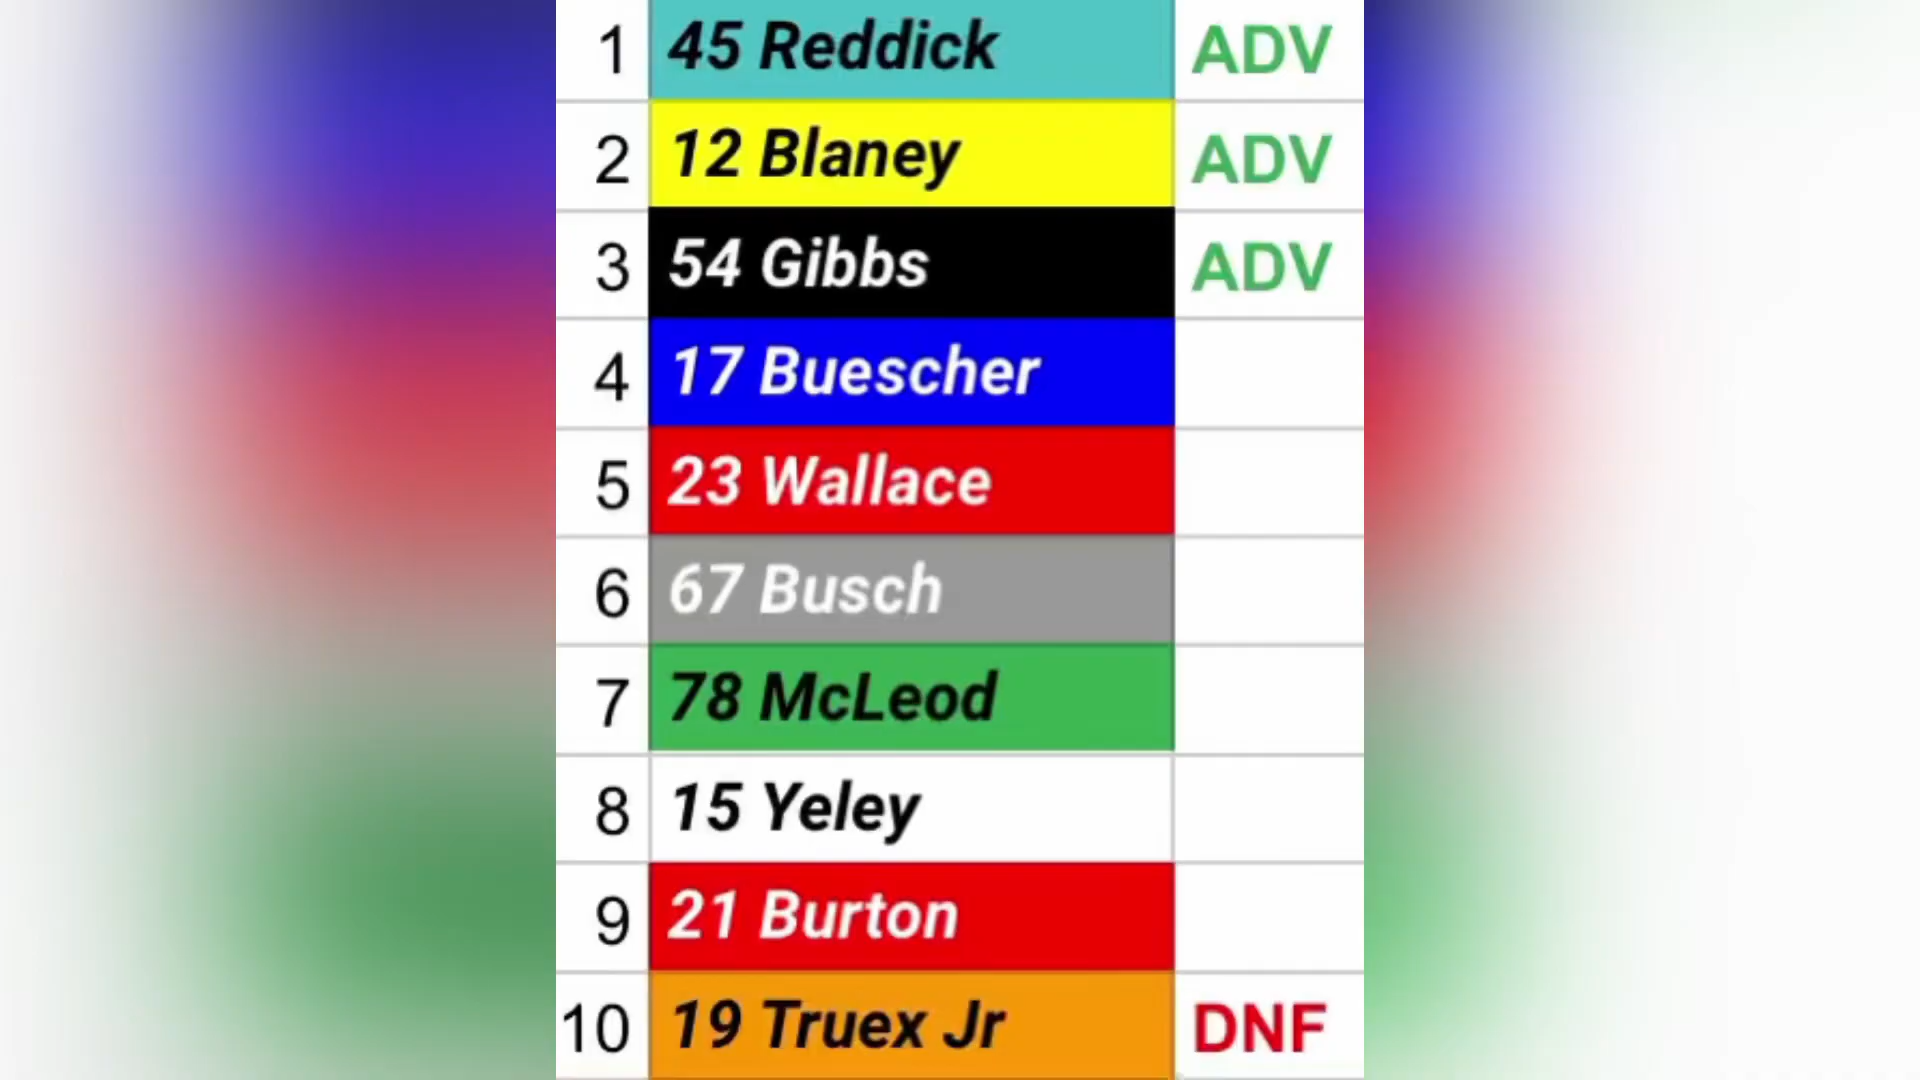 1 45 Reddick ADV
2 12 Blaney ADV
3 54 Gibbs ADV
4 17 Buescher
5 23 Wallace
6 67 Busch
7 78 McLeod
8 15 Yeley
9 21 Burton
10 19 Truex Jr DNF